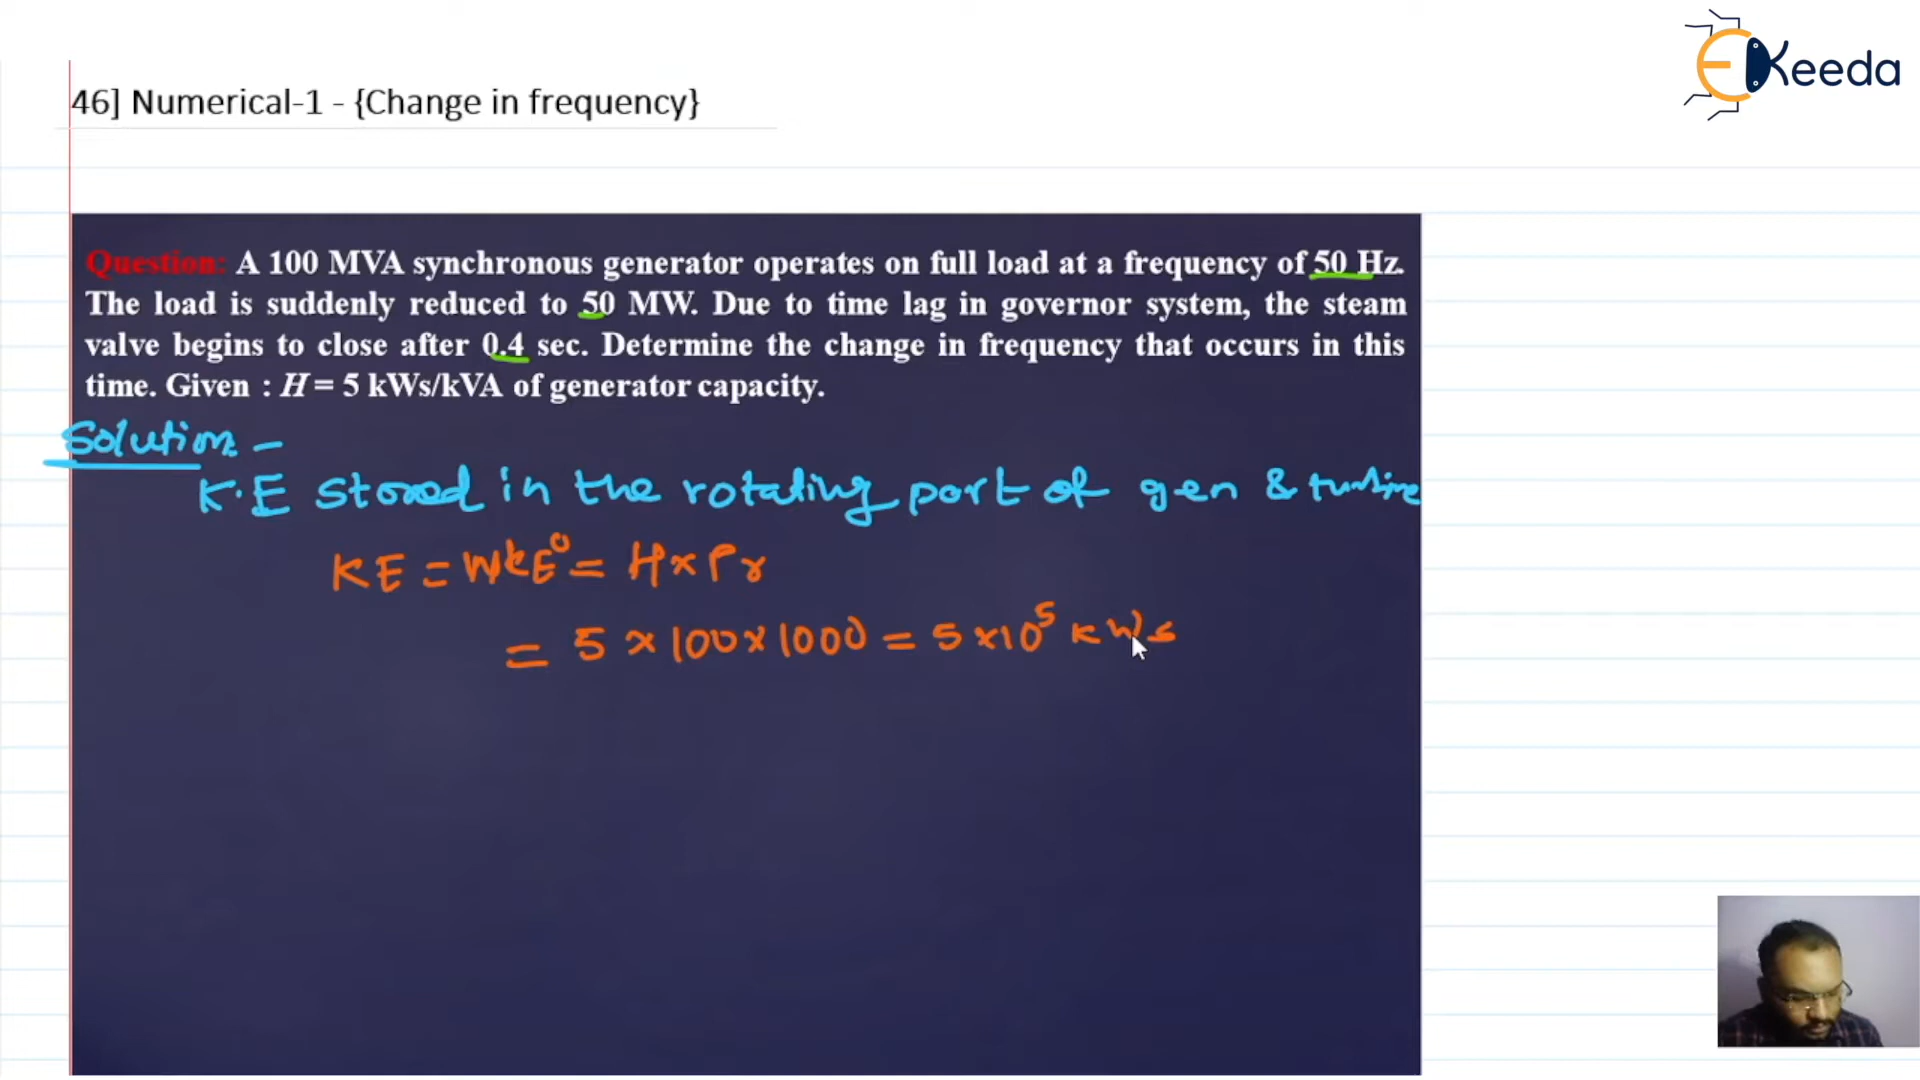 EKeeda
46] Numerical-1 - {Change in frequency}
Question: A 100 MVA synchronous generator operates on full load at a frequency of 50 Hz.
The load is suddenly reduced to 50 MW. Due to time lag in governor system, the steam
valve begins to close after 0.4 sec. Determine the change in frequency that occurs in this
time. Given : H = 5 kWs/kVA of generator capacity.
Solution -
K.E stored in the rotating part of gen & turbine
KE = WKE⁰ = H × Pr
= 5 × 100 × 1000 = 5 × 10⁵ KWs